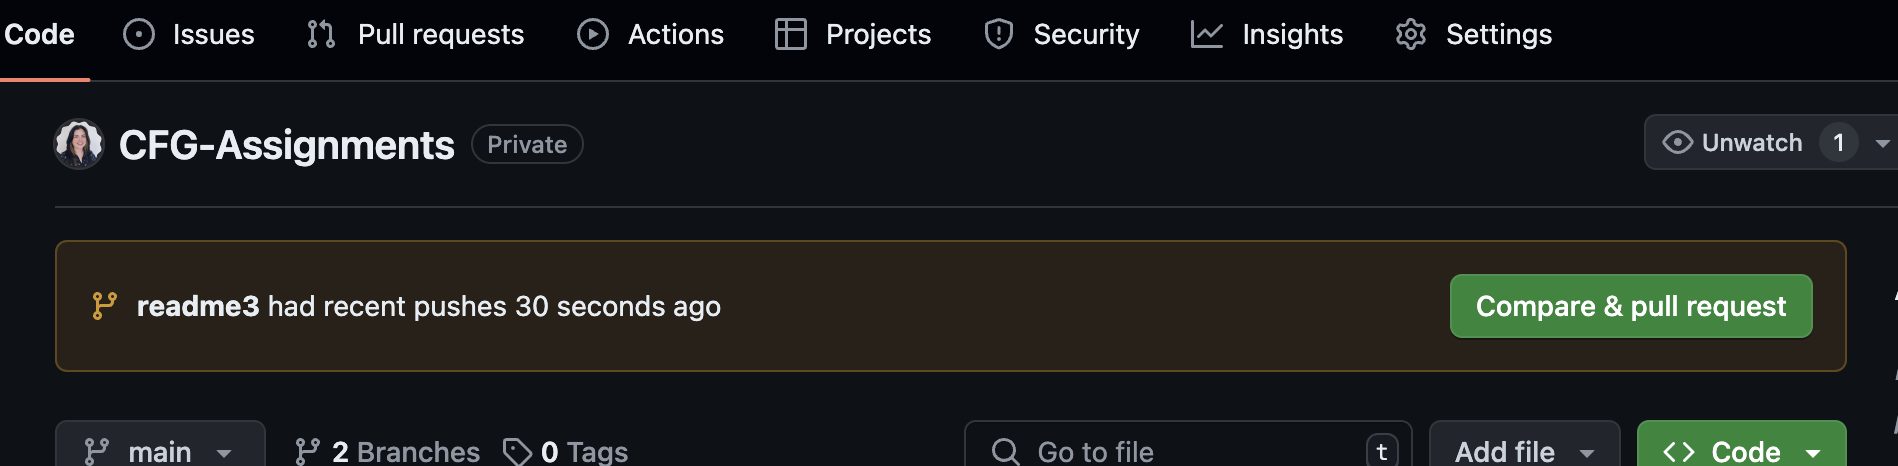 Code Issues Pull requests Actions Projects Security Insights Settings
CFG-Assignments Private Unwatch 1
readme3 had recent pushes 30 seconds ago Compare & pull request
main 2 Branches 0 Tags Go to file t Add file Code